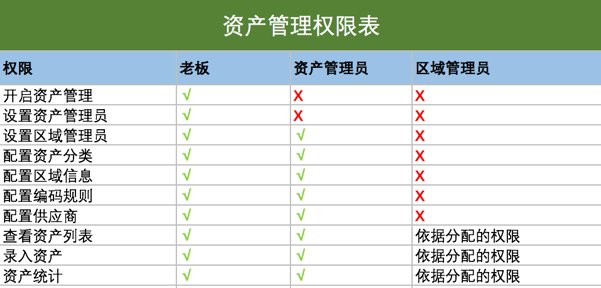 资产管理权限表
权限 老板 资产管理员 区域管理员
开启资产管理 √ X X
设置资产管理员 √ X X
设置区域管理员 √ √ X
配置资产分类 √ √ X
配置区域信息 √ √ X
配置编码规则 √ √ X
配置供应商 √ √ X
查看资产列表 √ √ 依据分配的权限
录入资产 √ √ 依据分配的权限
资产统计 √ √ 依据分配的权限